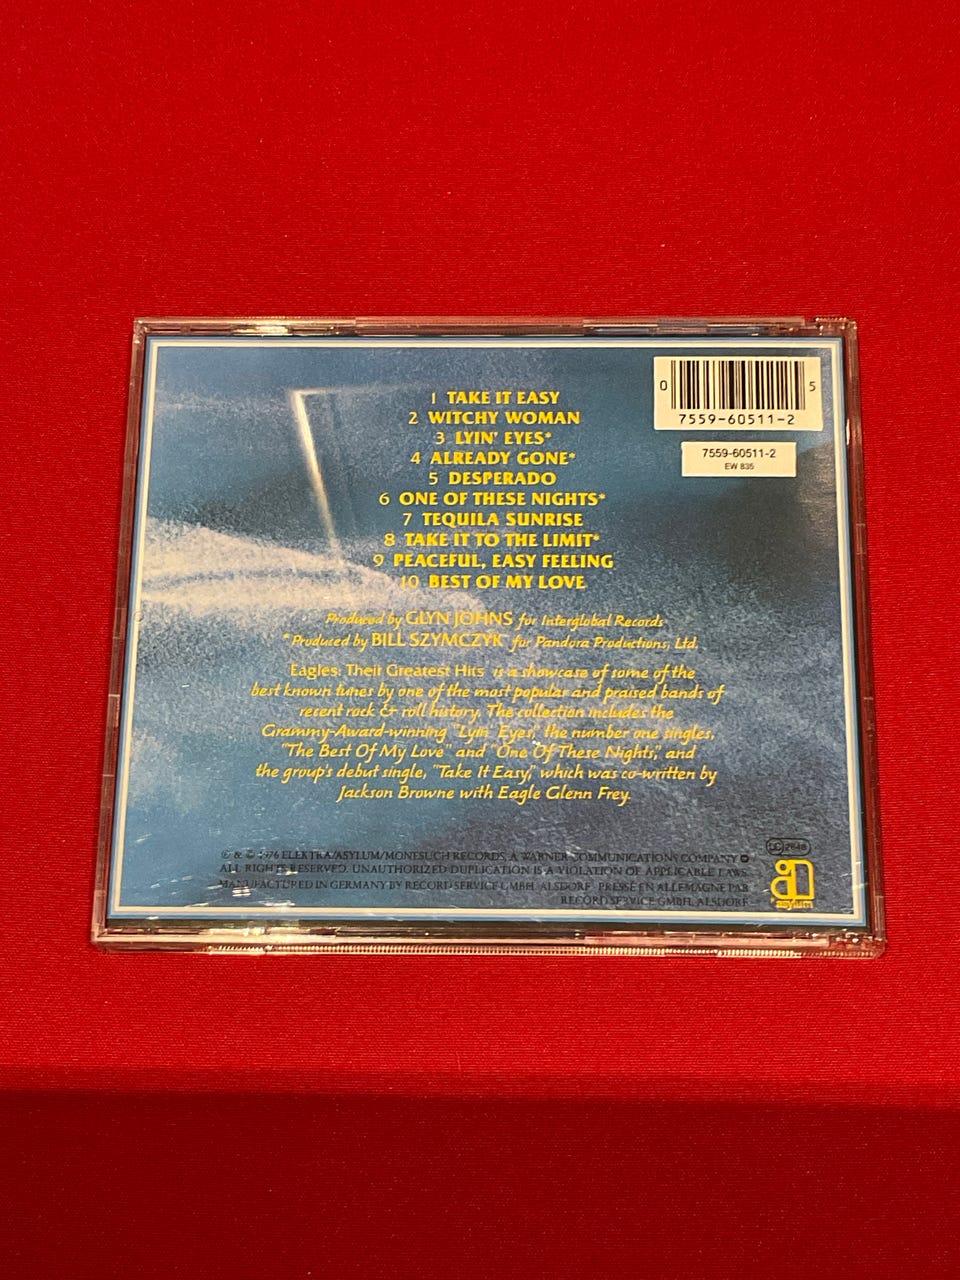 0 5
7559-60511-2
7559-60511-2
EW 835
1 TAKE IT EASY
2 WITCHY WOMAN
3 LYIN' EYES*
4 ALREADY GONE*
5 DESPERADO
6 ONE OF THESE NIGHTS*
7 TEQUILA SUNRISE
8 TAKE IT TO THE LIMIT*
9 PEACEFUL, EASY FEELING
10 BEST OF MY LOVE
Produced by GLYN JOHNS for Interglobal Records
*Produced by BILL SZYMCZYK for Pandora Productions, Ltd.
Eagles: Their Greatest Hits is a showcase of some of the
best known tunes by one of the most popular and praised bands of
recent rock & roll history. The collection includes the
Grammy-Award-winning "Lyin' Eyes," the number one singles,
"The Best Of My Love" and "One Of These Nights," and
the group's debut single, "Take It Easy," which was co-written by
Jackson Browne with Eagle Glenn Frey.
℗ & © 1976 ELEKTRA/ASYLUM/NONESUCH RECORDS, A WARNER COMMUNICATIONS COMPANY
ALL RIGHTS RESERVED. UNAUTHORIZED DUPLICATION IS A VIOLATION OF APPLICABLE LAWS.
MANUFACTURED IN GERMANY BY RECORD SERVICE GMBH, ALSDORF. PRESSÉ EN ALLEMAGNE PAR
RECORD SERVICE GMBH, ALSDORF.
LC 2648
asylum